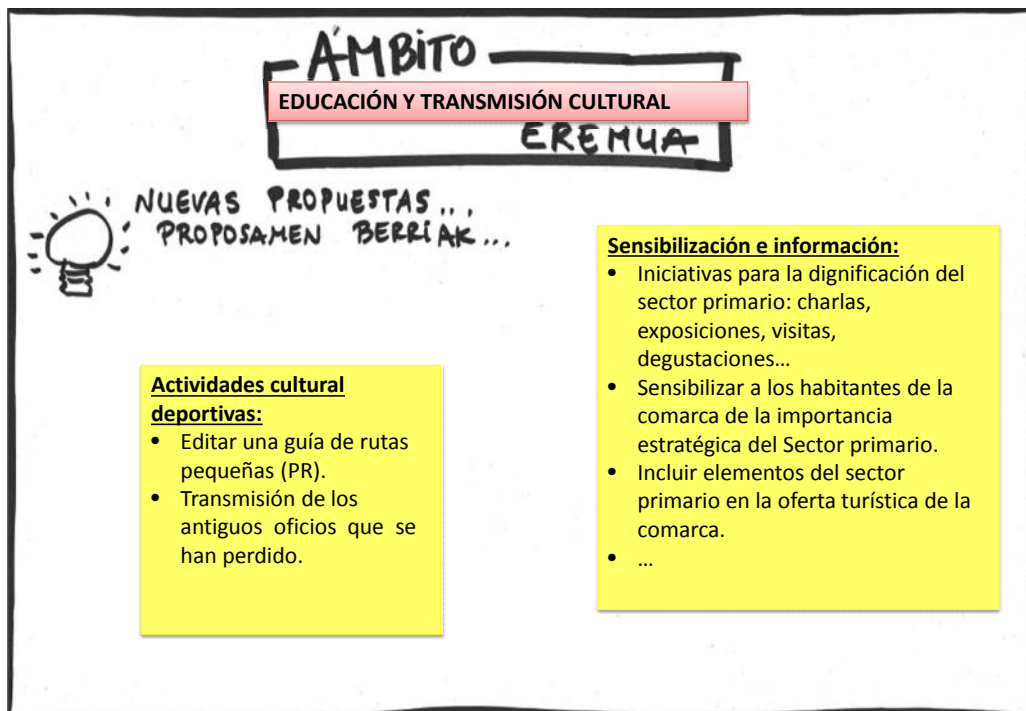 ÁMBITO
EDUCACIÓN Y TRANSMISIÓN CULTURAL
EREMUA
NUEVAS PROPUESTAS...
PROPOSAMEN BERRIAK...
Actividades cultural
deportivas:
• Editar una guía de rutas
pequeñas (PR).
• Transmisión de los
antiguos oficios que se
han perdido.
Sensibilización e información:
• Iniciativas para la dignificación del
sector primario: charlas,
exposiciones, visitas,
degustaciones…
• Sensibilizar a los habitantes de la
comarca de la importancia
estratégica del Sector primario.
• Incluir elementos del sector
primario en la oferta turística de la
comarca.
• …